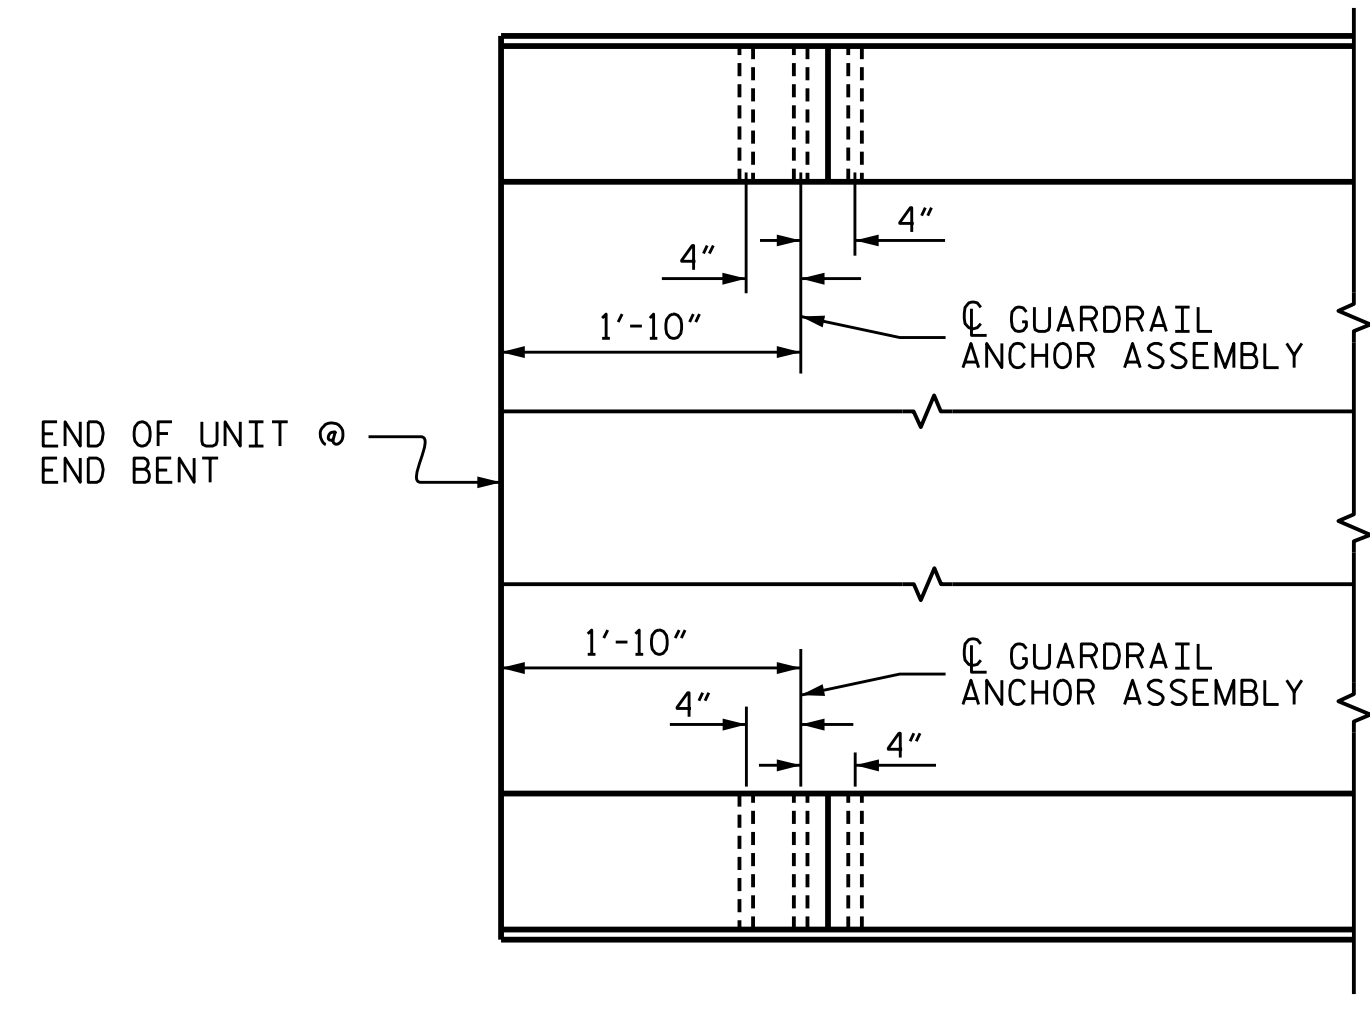 4″
4″
1′-10″
℄ GUARDRAIL
ANCHOR ASSEMBLY
END OF UNIT @
END BENT
1′-10″
℄ GUARDRAIL
ANCHOR ASSEMBLY
4″
4″